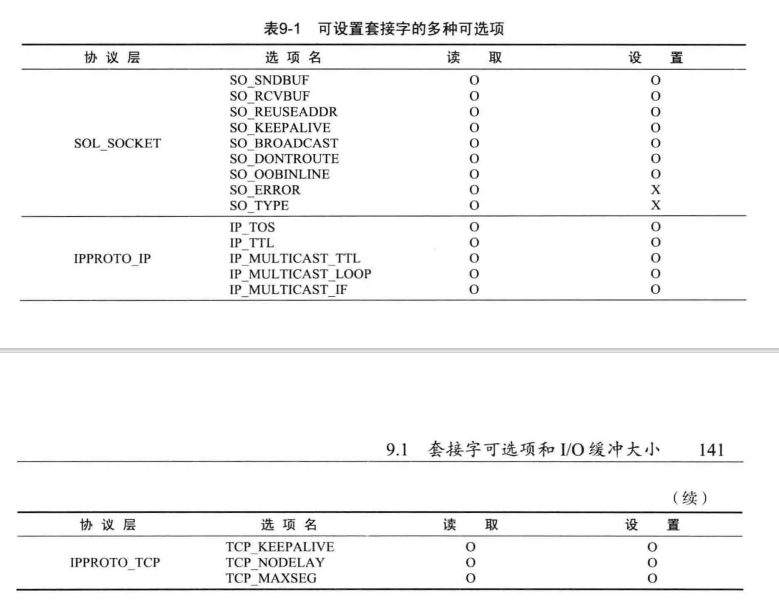 表9-1 可设置套接字的多种可选项
协议层 选项名 读取 设置
SO_SNDBUF O O
SO_RCVBUF O O
SO_REUSEADDR O O
SO_KEEPALIVE O O
SOL_SOCKET SO_BROADCAST O O
SO_DONTROUTE O O
SO_OOBINLINE O O
SO_ERROR O X
SO_TYPE O X
IP_TOS O O
IP_TTL O O
IPPROTO_IP IP_MULTICAST_TTL O O
IP_MULTICAST_LOOP O O
IP_MULTICAST_IF O O
9.1 套接字可选项和 I/O 缓冲大小 141
（续）
协议层 选项名 读取 设置
TCP_KEEPALIVE O O
IPPROTO_TCP TCP_NODELAY O O
TCP_MAXSEG O O